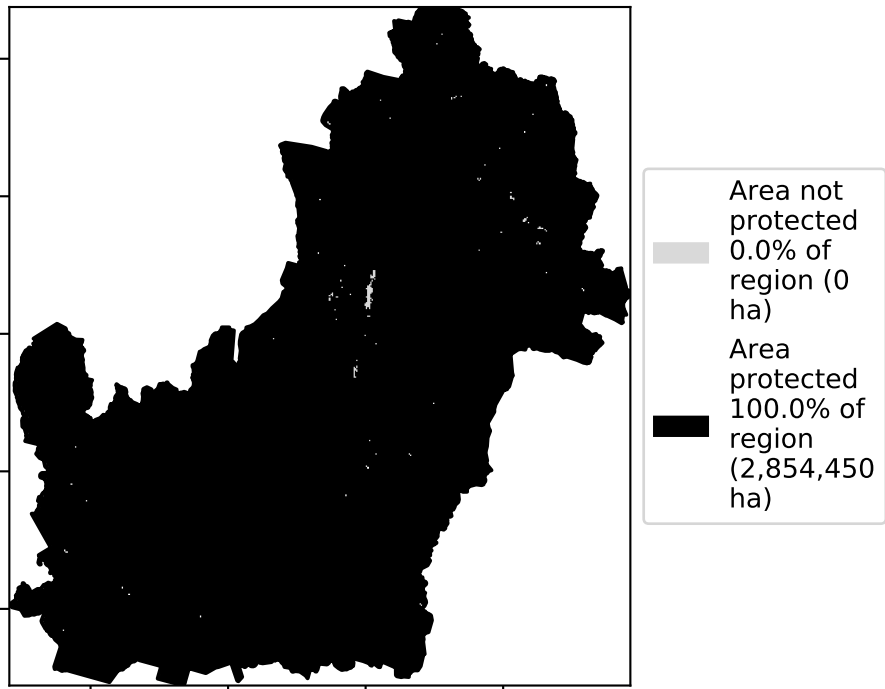 Area not
protected
0.0% of
region (0
ha)
Area
protected
100.0% of
region
(2,854,450
ha)